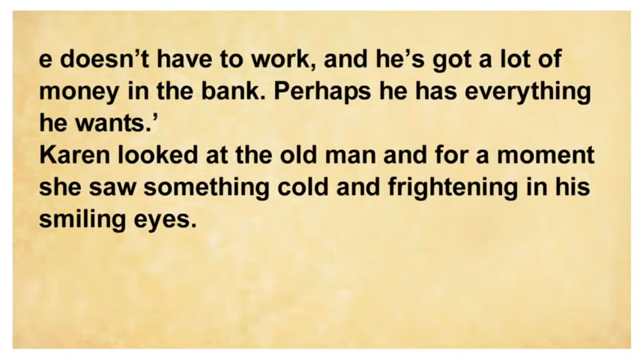 e doesn’t have to work, and he’s got a lot of
money in the bank. Perhaps he has everything
he wants.’
Karen looked at the old man and for a moment
she saw something cold and frightening in his
smiling eyes.